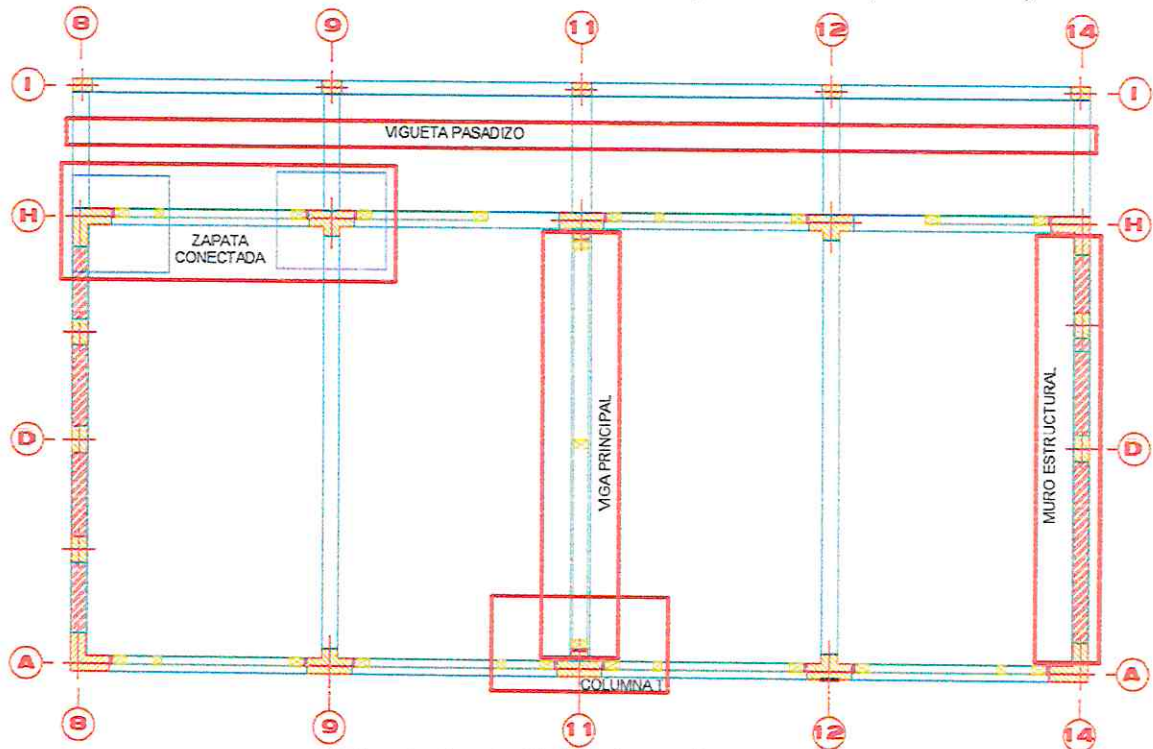 8 9 11 12 14
I I
VIGUETA PASADIZO
H H
ZAPATA
CONECTADA
VIGA PRINCIPAL
MURO ESTRUCTURAL
D D
COLUMNA T
A A
8 9 11 12 14